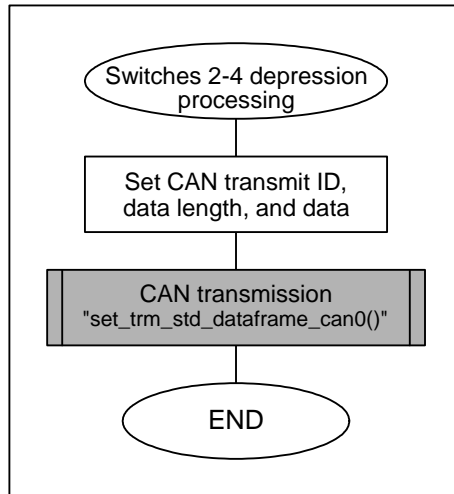 Switches 2-4 depression
processing
Set CAN transmit ID,
data length, and data
CAN transmission
"set_trm_std_dataframe_can0()"
END